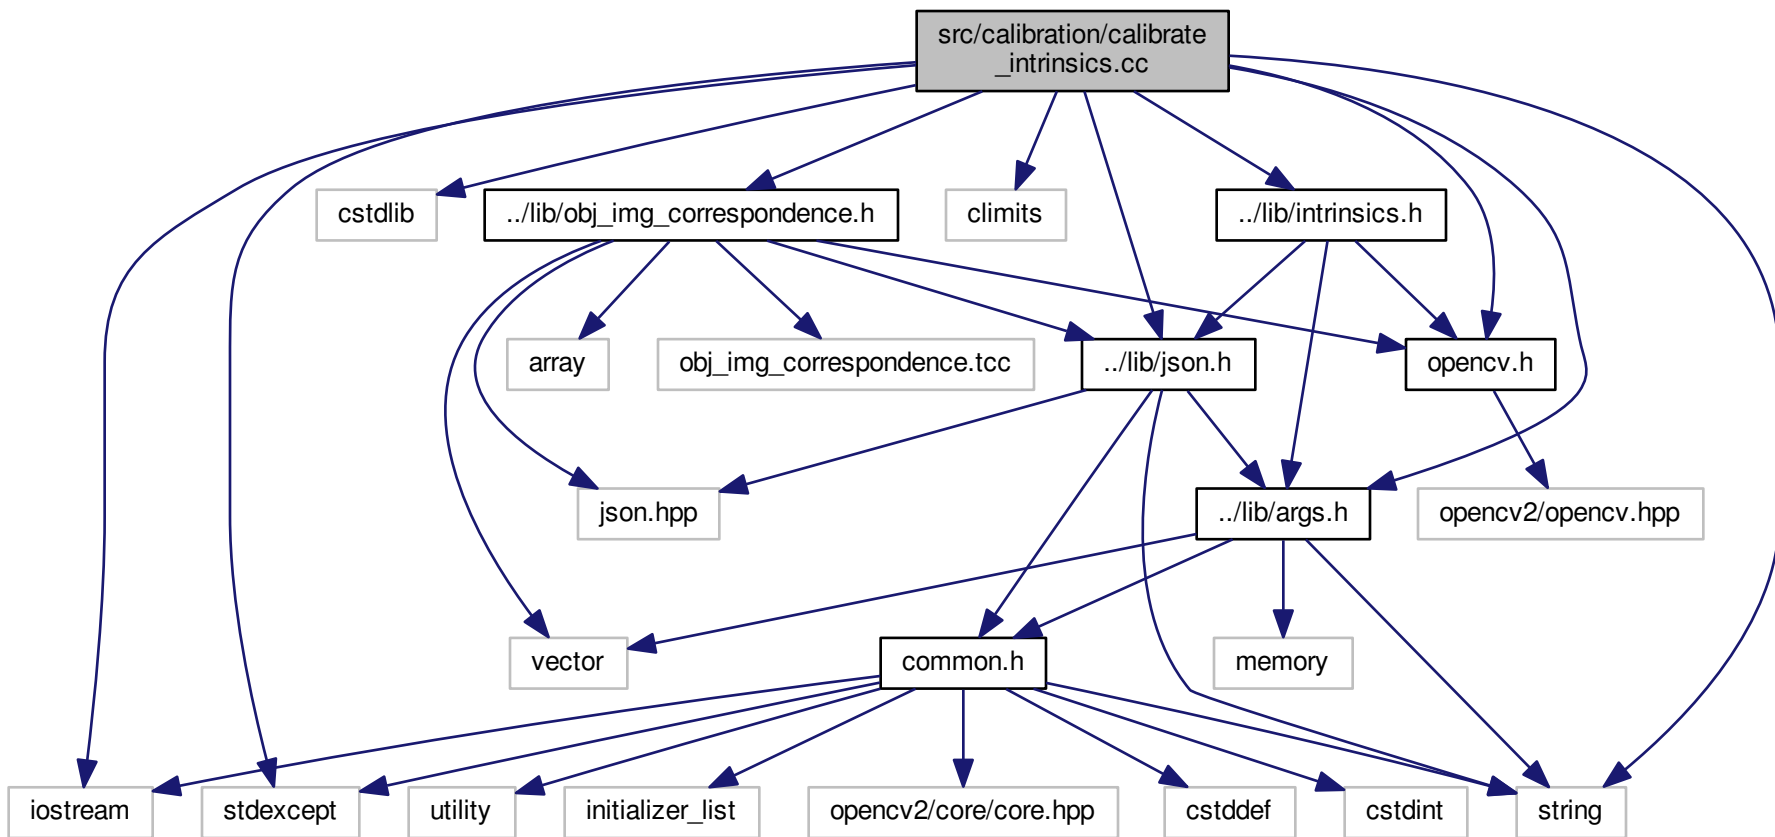 src/calibration/calibrate
_intrinsics.cc
cstdlib
../lib/obj_img_correspondence.h
climits
../lib/intrinsics.h
array
obj_img_correspondence.tcc
../lib/json.h
opencv.h
json.hpp
../lib/args.h
opencv2/opencv.hpp
vector
common.h
memory
iostream
stdexcept
utility
initializer_list
opencv2/core/core.hpp
cstddef
cstdint
string